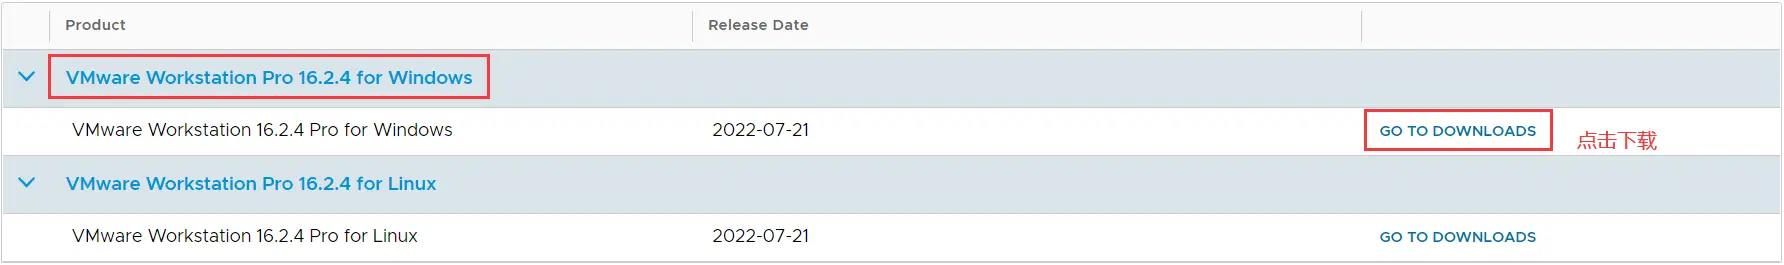 Product Release Date
VMware Workstation Pro 16.2.4 for Windows
VMware Workstation 16.2.4 Pro for Windows 2022-07-21 GO TO DOWNLOADS 点击下载
VMware Workstation Pro 16.2.4 for Linux
VMware Workstation 16.2.4 Pro for Linux 2022-07-21 GO TO DOWNLOADS